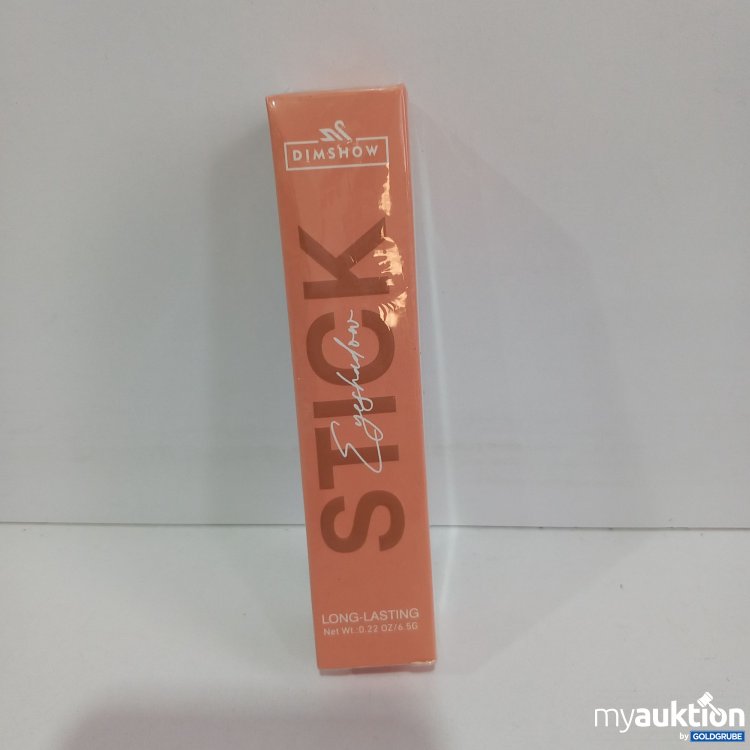 DIMSHOW
STICK
Eyeshadow
LONG-LASTING
Net Wt:0.22 OZ/6.5G
myauktion
by GOLDGRUBE